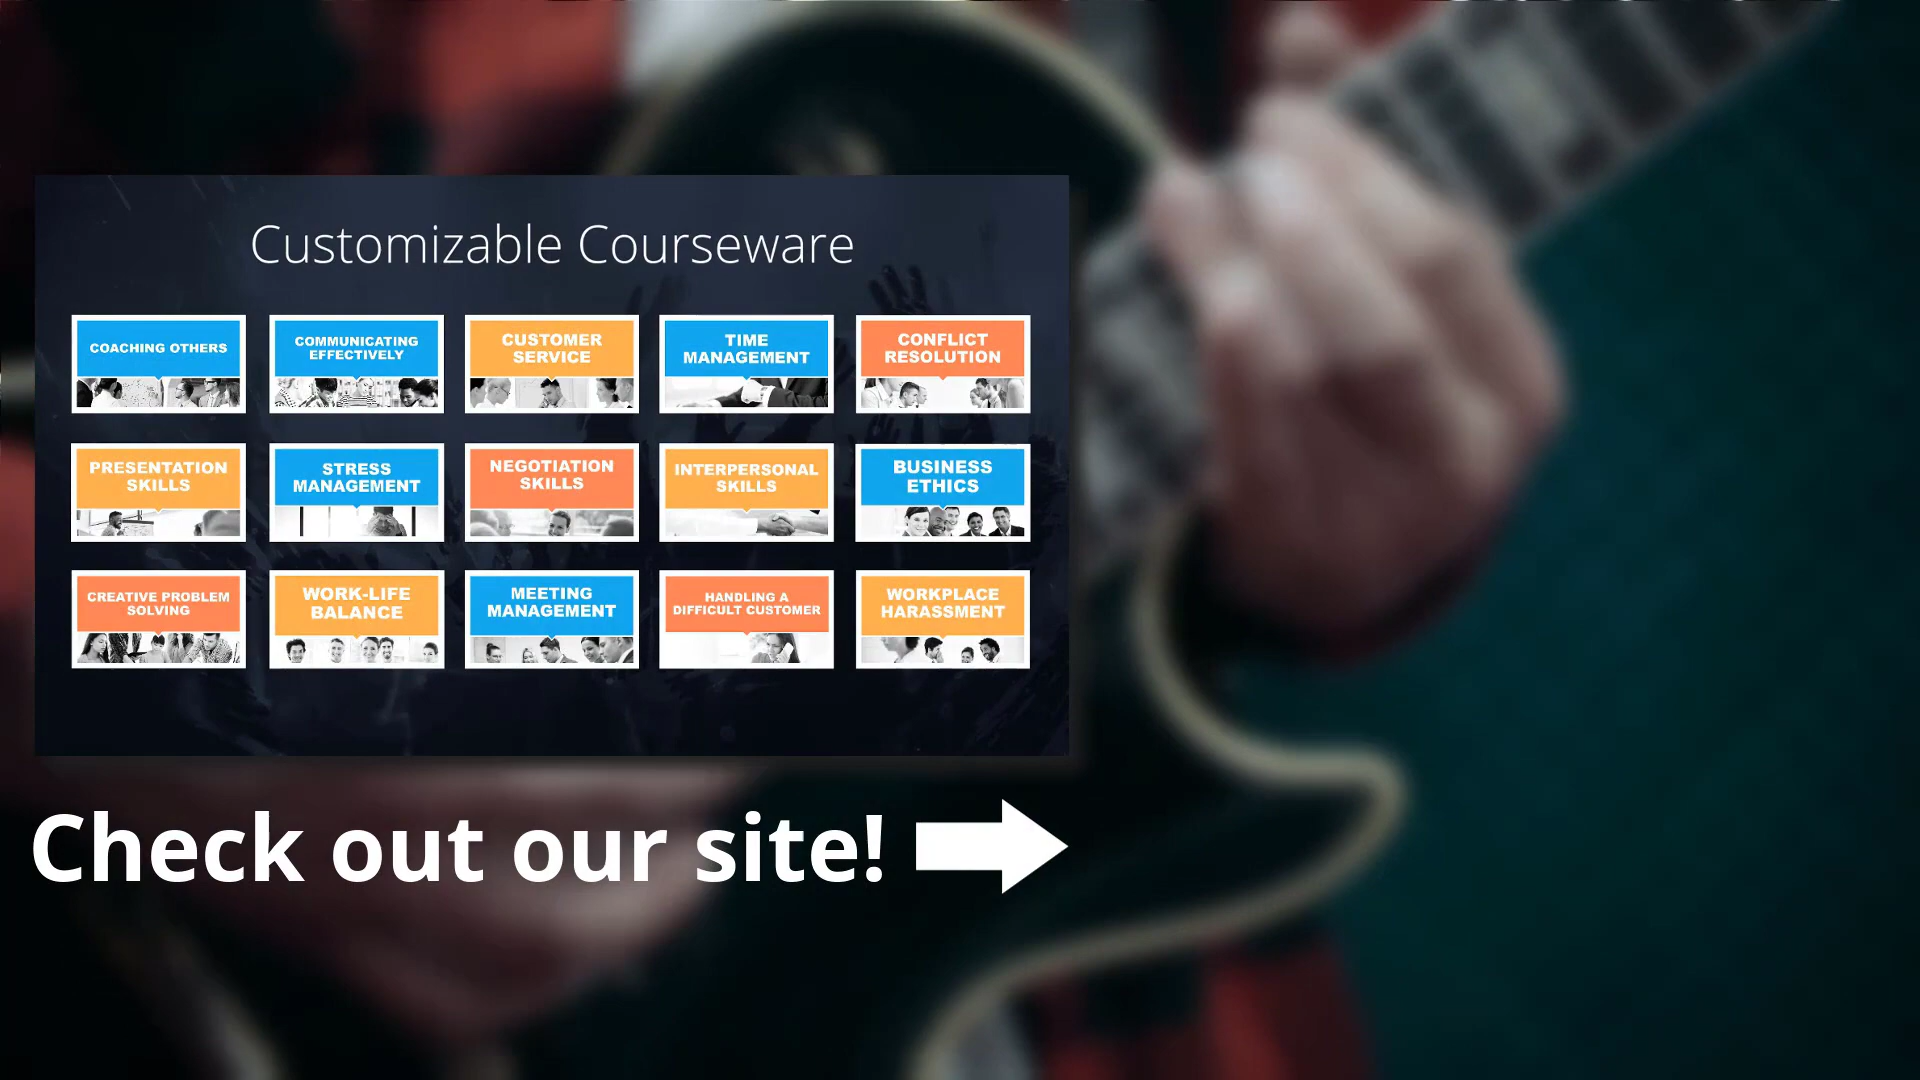 Customizable Courseware
COACHING OTHERS
COMMUNICATING
EFFECTIVELY
CUSTOMER
SERVICE
TIME
MANAGEMENT
CONFLICT
RESOLUTION
PRESENTATION
SKILLS
STRESS
MANAGEMENT
NEGOTIATION
SKILLS
INTERPERSONAL
SKILLS
BUSINESS
ETHICS
CREATIVE PROBLEM
SOLVING
WORK-LIFE
BALANCE
MEETING
MANAGEMENT
HANDLING A
DIFFICULT CUSTOMER
WORKPLACE
HARASSMENT
Check out our site!